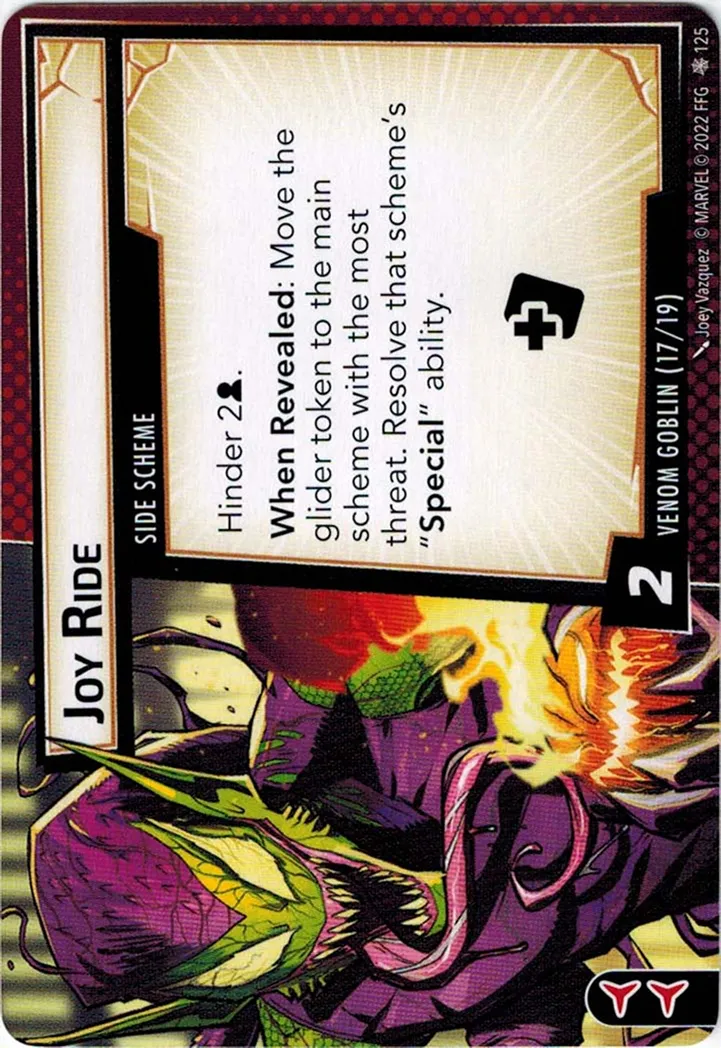 JOY RIDE
SIDE SCHEME
Hinder 2.
When Revealed: Move the
glider token to the main
scheme with the most
threat. Resolve that scheme's
"Special" ability.
2
VENOM GOBLIN (17/19)
Joey Vazquez © MARVEL © 2022 FFG 125